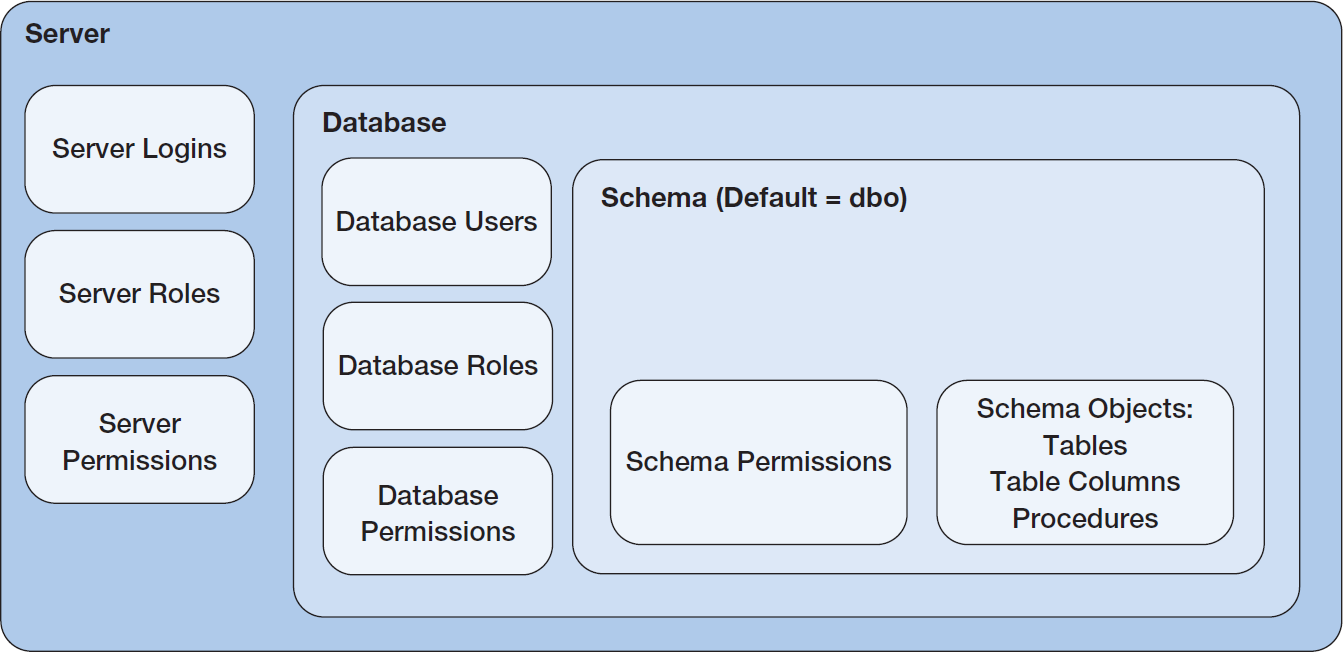 Server
Server Logins
Server Roles
Server
Permissions
Database
Database Users
Database Roles
Database
Permissions
Schema (Default = dbo)
Schema Permissions
Schema Objects:
Tables
Table Columns
Procedures